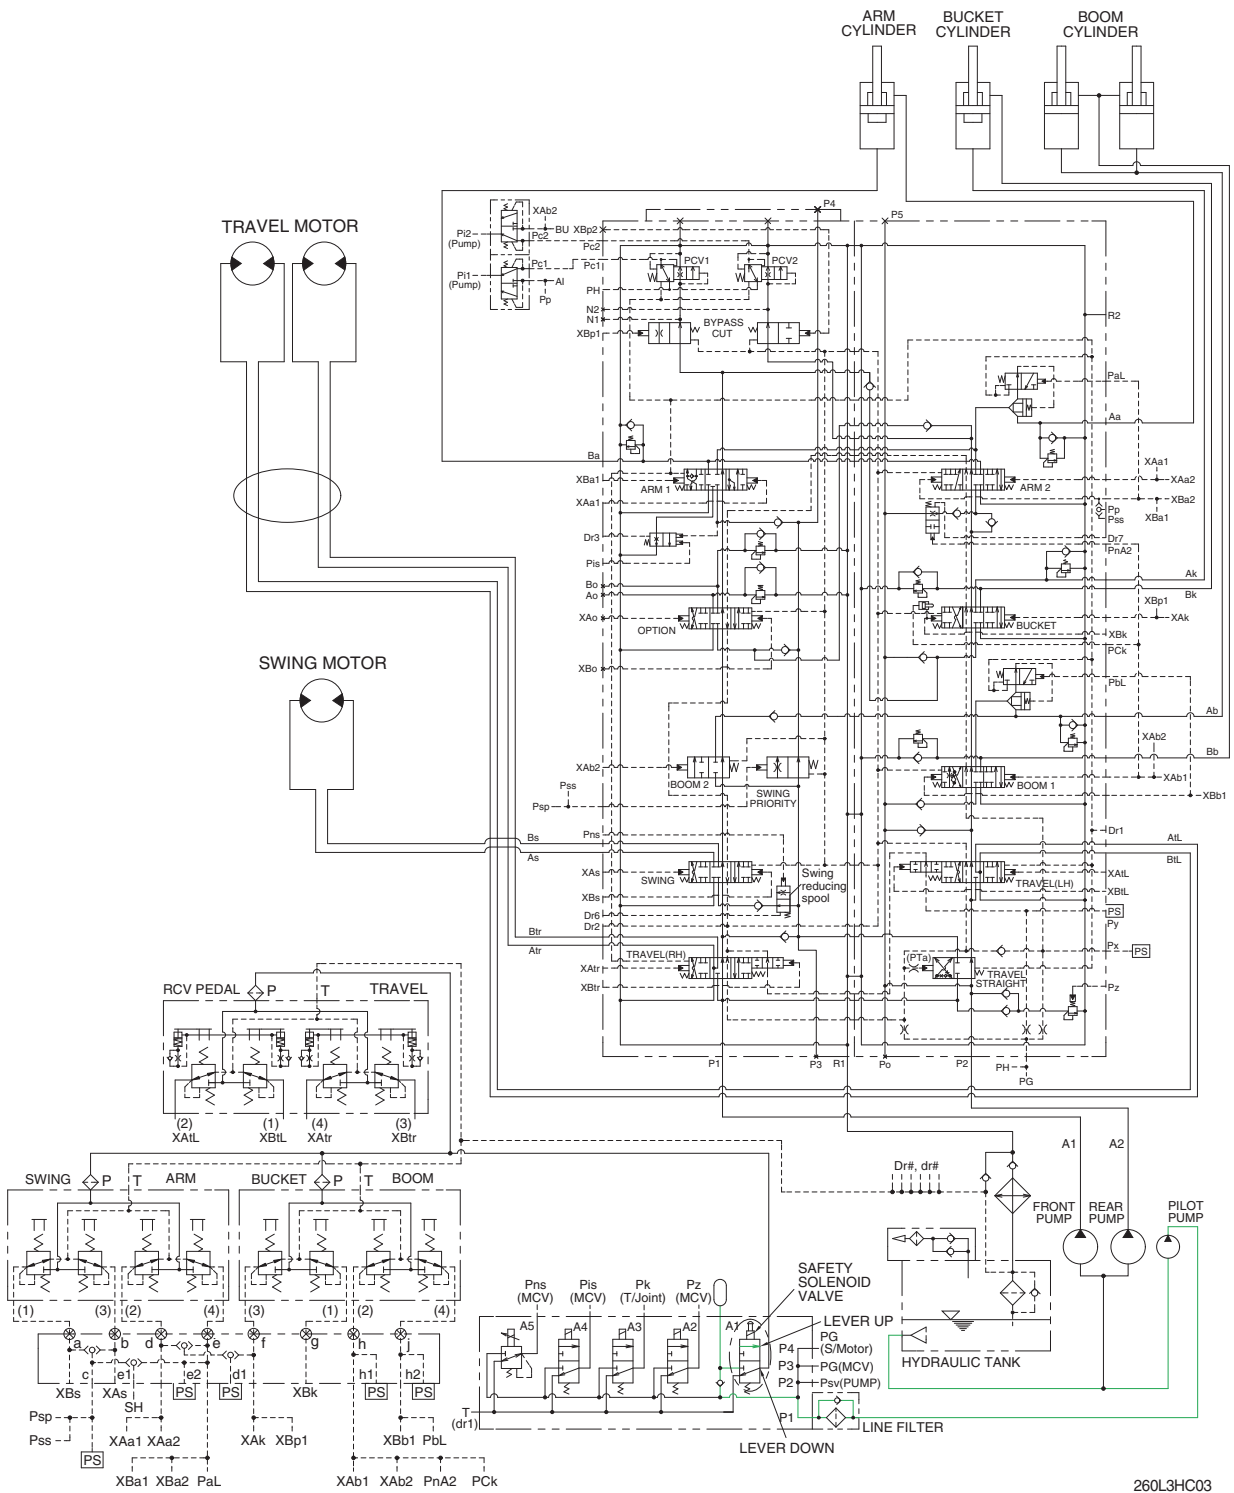 ARM
CYLINDER
BUCKET
CYLINDER
BOOM
CYLINDER
TRAVEL MOTOR
SWING MOTOR
XAb2
Pi2
(Pump)
BU
Pc2
Pc1
Pi1
(Pump)
AI
Pp
P4
P5
XBp2
Pc2
Pc1
PCV1
PCV2
PH
N2
N1
XBp1
BYPASS
CUT
R2
PaL
Aa
Ba
XBa1
ARM 1
XAa1
XAa1
XAa2
ARM 2
XBa2
XBa1
Pp
Pss
Dr3
Dr7
PnA2
Pis
Ak
Bo
Ao
Bk
XBp1
XAo
OPTION
BUCKET
XAk
XBk
PCk
XBo
PbL
Ab
XAb2
Bb
XAb2
BOOM 2
SWING
PRIORITY
BOOM 1
XAb1
XBb1
Pss
Psp
Pns
Bs
As
Dr1
AtL
BtL
XAs
SWING
Swing
reducing
spool
TRAVEL(LH)
XAtL
XBtL
XBs
Dr6
Dr2
PS
Py
Btr
Atr
TRAVEL(RH)
Px
PS
XAtr
XBtr
(PTa)
TRAVEL
STRAIGHT
Pz
P1
P3
R1
Po
P2
PH
PG
RCV PEDAL
P
T
TRAVEL
(2)
XAtL
(1)
XBtL
(4)
XAtr
(3)
XBtr
SWING
P
T
ARM
BUCKET
P
T
BOOM
(1)
(3)
(2)
(4)
(3)
(1)
(2)
(4)
a
b
d
e
f
g
h
j
c
e1
e2
d1
h1
h2
XBs
XAs
SH
PS
PS
XBk
PS
PS
Psp
Pss
PS
XAa1
XAa2
XAk
XBp1
XBb1
PbL
XBa1
XBa2
PaL
XAb1
XAb2
PnA2
PCk
A1
A2
Dr#, dr#
FRONT
PUMP
REAR
PUMP
PILOT
PUMP
HYDRAULIC TANK
SAFETY
SOLENOID
VALVE
Pns
(MCV)
Pis
(MCV)
Pk
(T/Joint)
Pz
(MCV)
A5
A4
A3
A2
A1
LEVER UP
PG
(S/Motor)
P4
P3
PG(MCV)
P2
Psv(PUMP)
P1
T
(dr1)
LINE FILTER
LEVER DOWN
260L3HC03